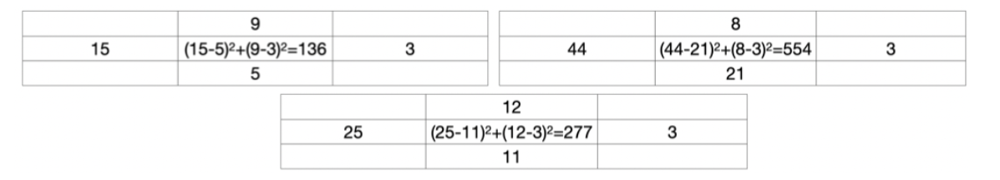 9
15 (15-5)²+(9-3)²=136 3
5
8
44 (44-21)²+(8-3)²=554 3
21
12
25 (25-11)²+(12-3)²=277 3
11